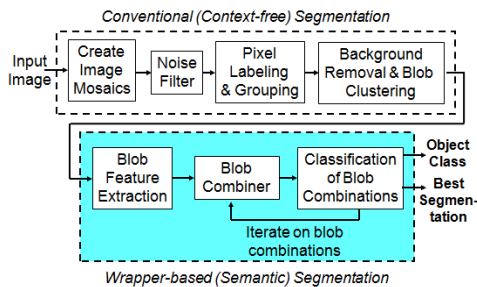 Conventional (Context-free) Segmentation
Input
Image
Create
Image
Mosaics
Noise
Filter
Pixel
Labeling
& Grouping
Background
Removal & Blob
Clustering
Blob
Feature
Extraction
Blob
Combiner
Classification
of Blob
Combinations
Object
Class
Best
Segmen-
tation
Iterate on blob
combinations
Wrapper-based (Semantic) Segmentation